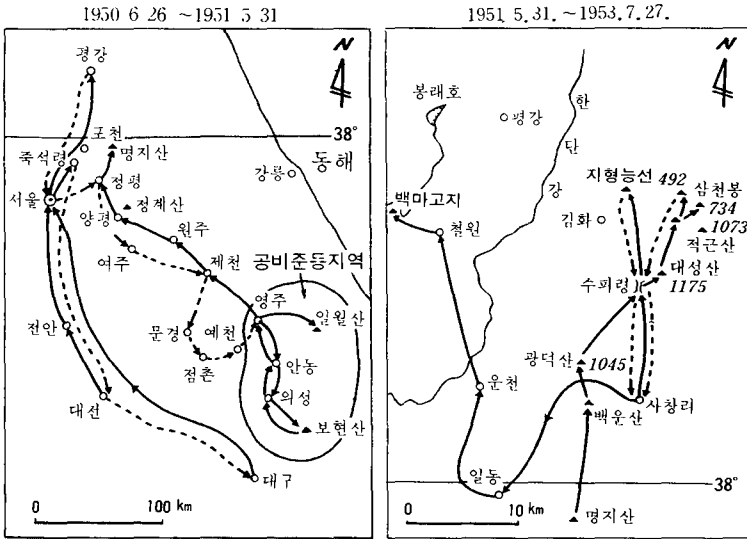 1950 6 26 ~1951 5 31
N
평강
포천
죽석령
명지산
38°
강릉
동해
정평
서울
정계산
양평
원주
여주
제천
공비준동지역
영주
일월산
문경
예천
점촌
안동
천안
의성
대선
보현산
대구
0 100 km
1951. 5.31. ~1953.7.27.
N
봉래호
평강
한
단
강
지형능선
492
삼천봉
734
1073
적근산
백마고지
김화
철원
대성산
1175
수피령
광덕산
1045
운천
사창리
백운산
일동
38°
명지산
0 10 km